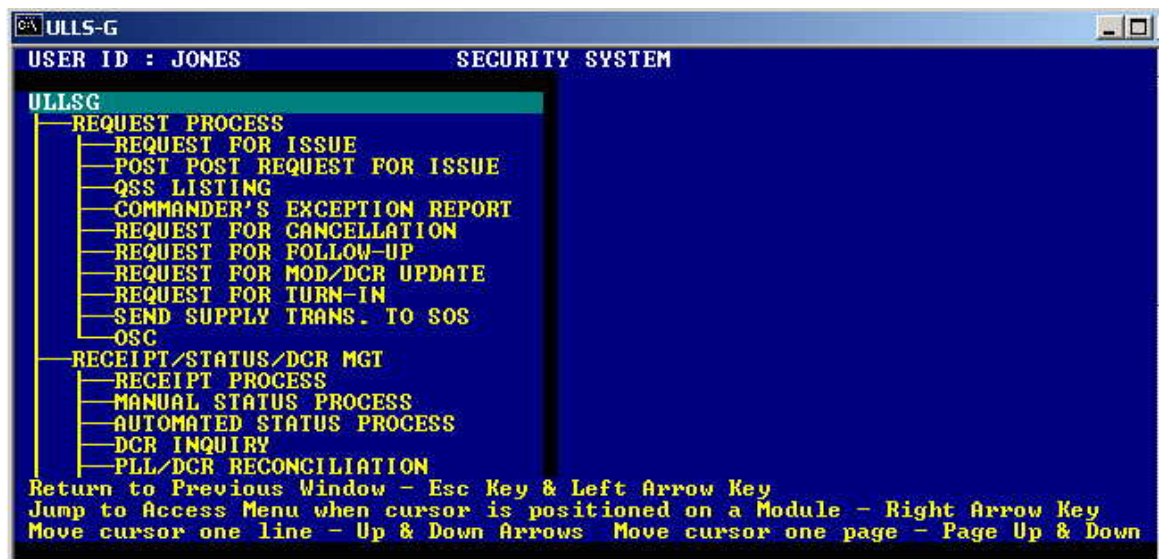 ULLS-G
USER ID : JONES SECURITY SYSTEM
ULLSG
REQUEST PROCESS
REQUEST FOR ISSUE
POST POST REQUEST FOR ISSUE
QSS LISTING
COMMANDER'S EXCEPTION REPORT
REQUEST FOR CANCELLATION
REQUEST FOR FOLLOW-UP
REQUEST FOR MOD/DCR UPDATE
REQUEST FOR TURN-IN
SEND SUPPLY TRANS. TO SOS
OSC
RECEIPT/STATUS/DCR MGT
RECEIPT PROCESS
MANUAL STATUS PROCESS
AUTOMATED STATUS PROCESS
DCR INQUIRY
PLL/DCR RECONCILIATION
Return to Previous Window - Esc Key & Left Arrow Key
Jump to Access Menu when cursor is positioned on a Module - Right Arrow Key
Move cursor one line - Up & Down Arrows Move cursor one page - Page Up & Down